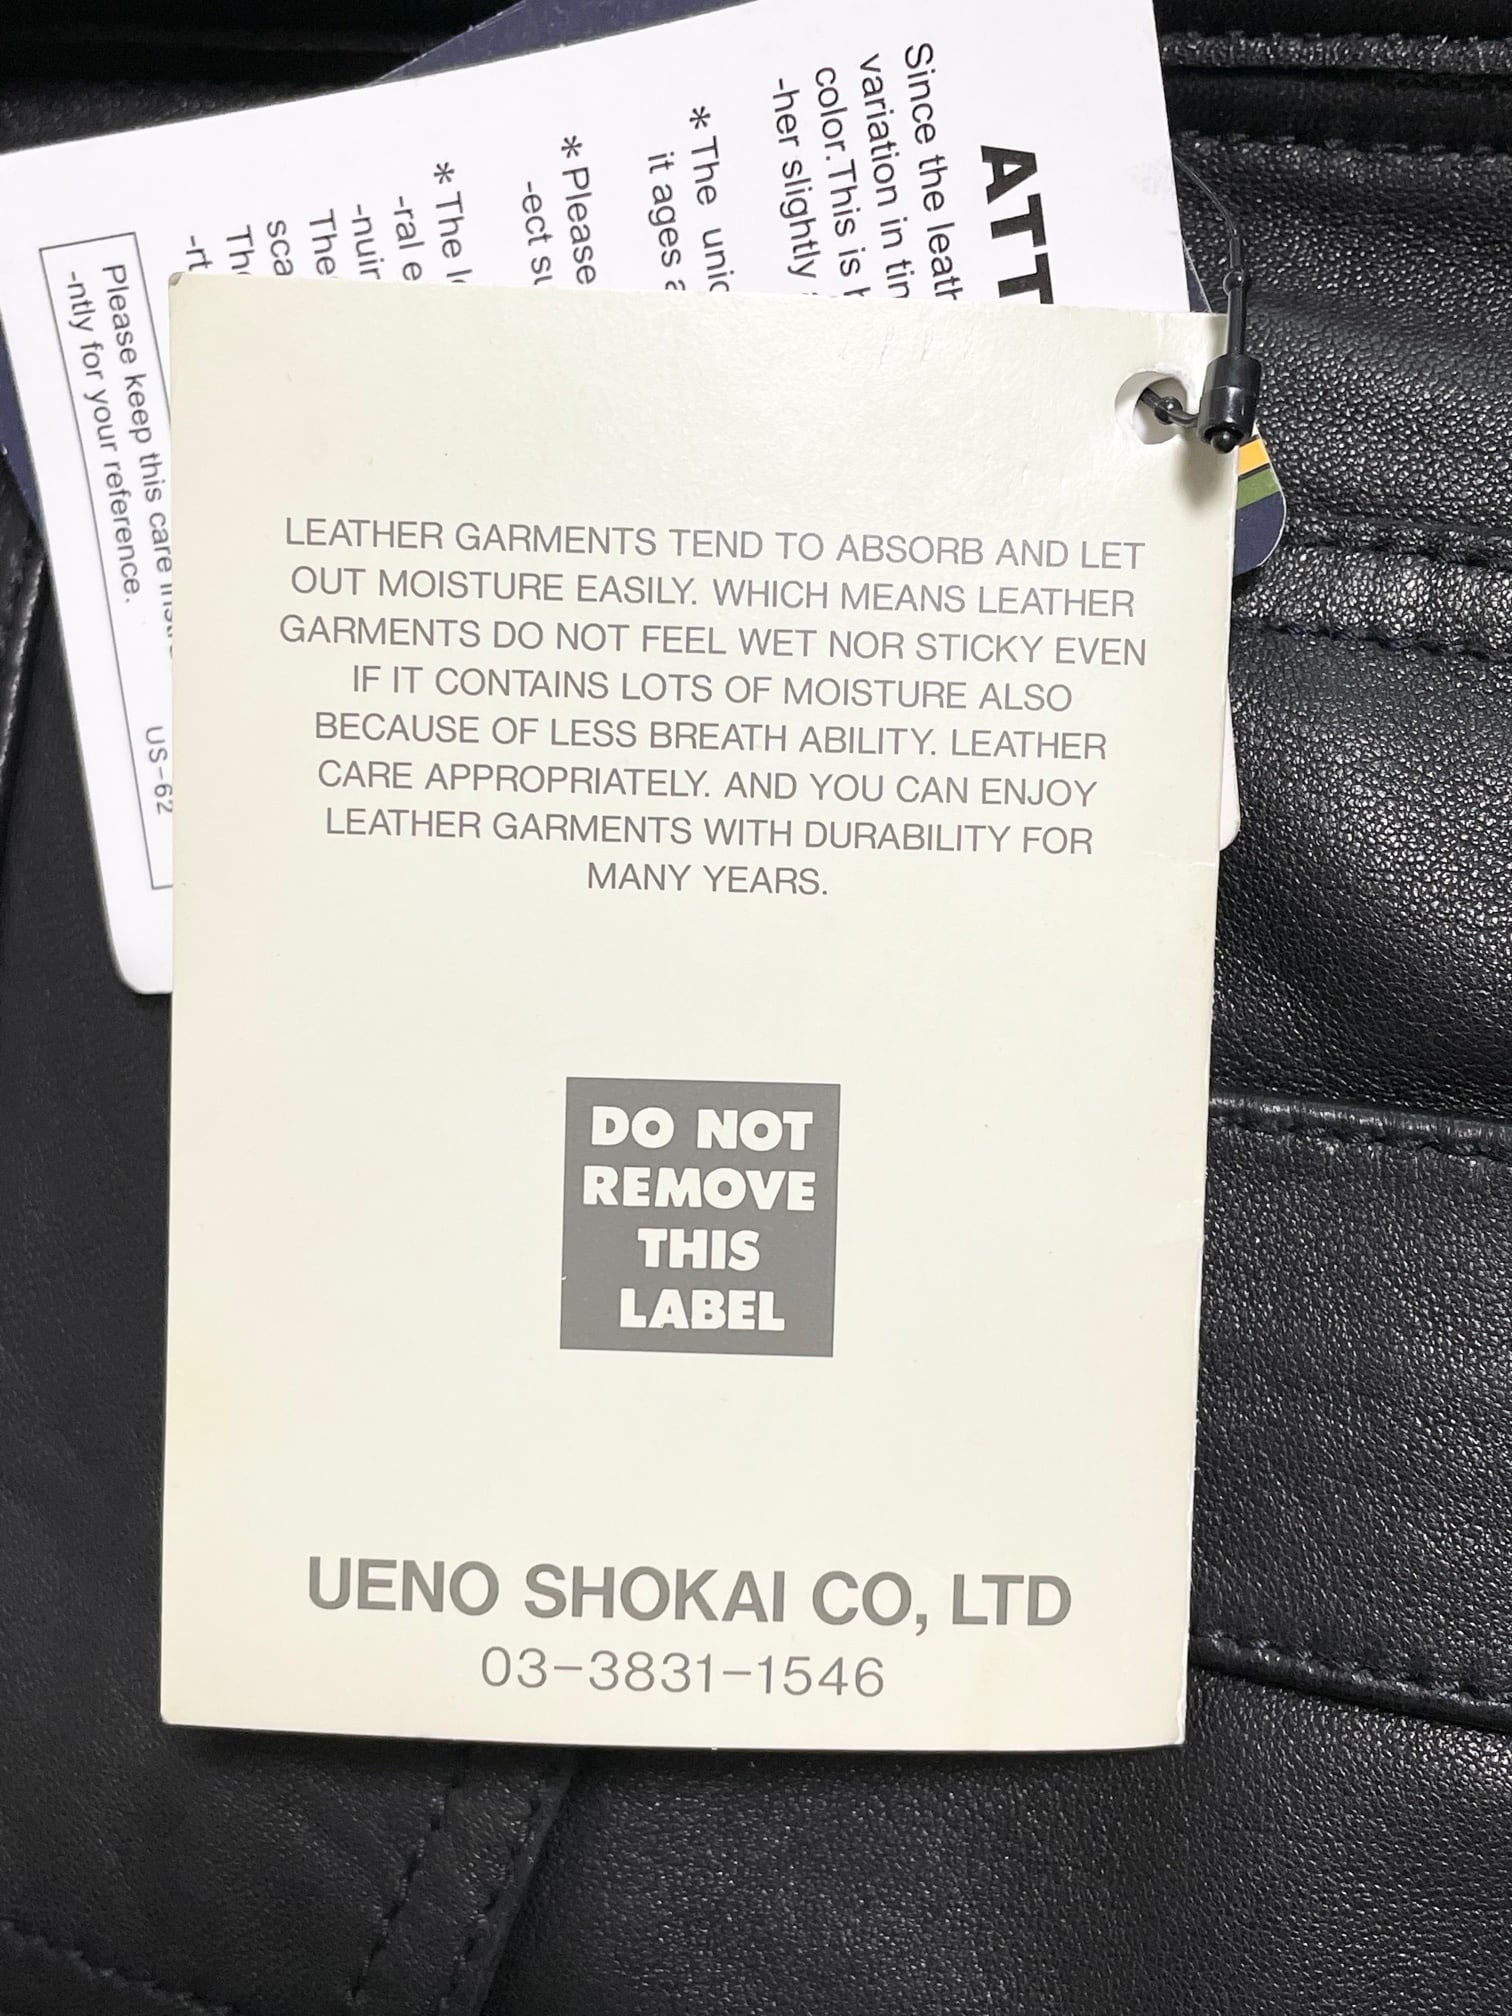 ATT
Since the leath
variation in tin
color.This is
-her slightly
*The unic
it ages a
*Please
-ect su
*The
-ral e
-nuin
The
sca
The
-rt
Please keep this care
-ntly for your reference.
US-62
LEATHER GARMENTS TEND TO ABSORB AND LET
OUT MOISTURE EASILY. WHICH MEANS LEATHER
GARMENTS DO NOT FEEL WET NOR STICKY EVEN
IF IT CONTAINS LOTS OF MOISTURE ALSO
BECAUSE OF LESS BREATH ABILITY. LEATHER
CARE APPROPRIATELY. AND YOU CAN ENJOY
LEATHER GARMENTS WITH DURABILITY FOR
MANY YEARS.
DO NOT
REMOVE
THIS
LABEL
UENO SHOKAI CO, LTD
03-3831-1546